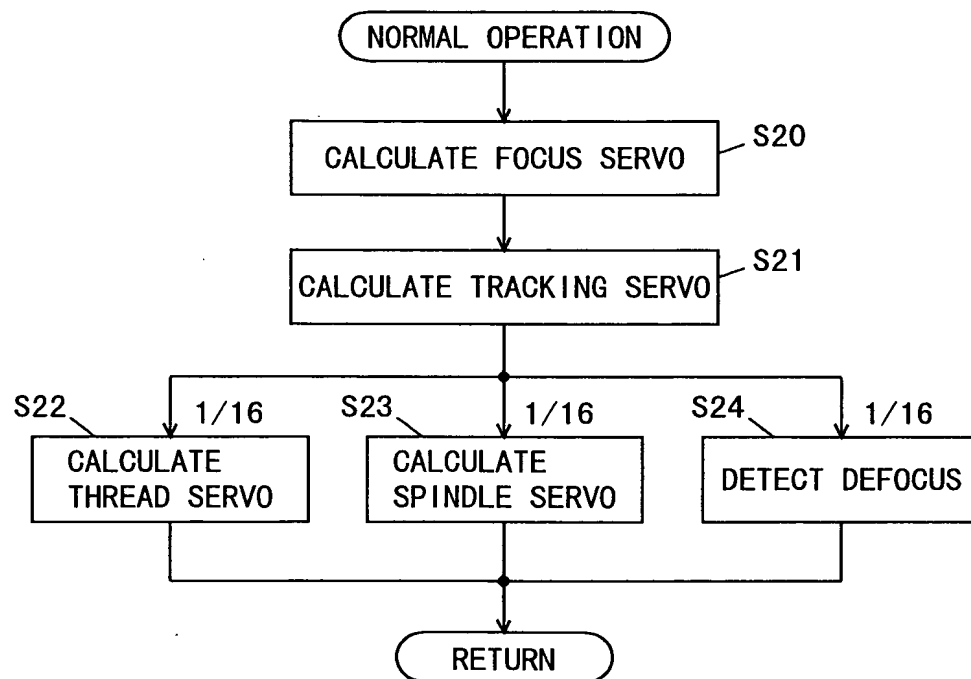 NORMAL OPERATION
CALCULATE FOCUS SERVO
S20
CALCULATE TRACKING SERVO
S21
S22
1/16
CALCULATE
THREAD SERVO
S23
1/16
CALCULATE
SPINDLE SERVO
S24
1/16
DETECT DEFOCUS
RETURN